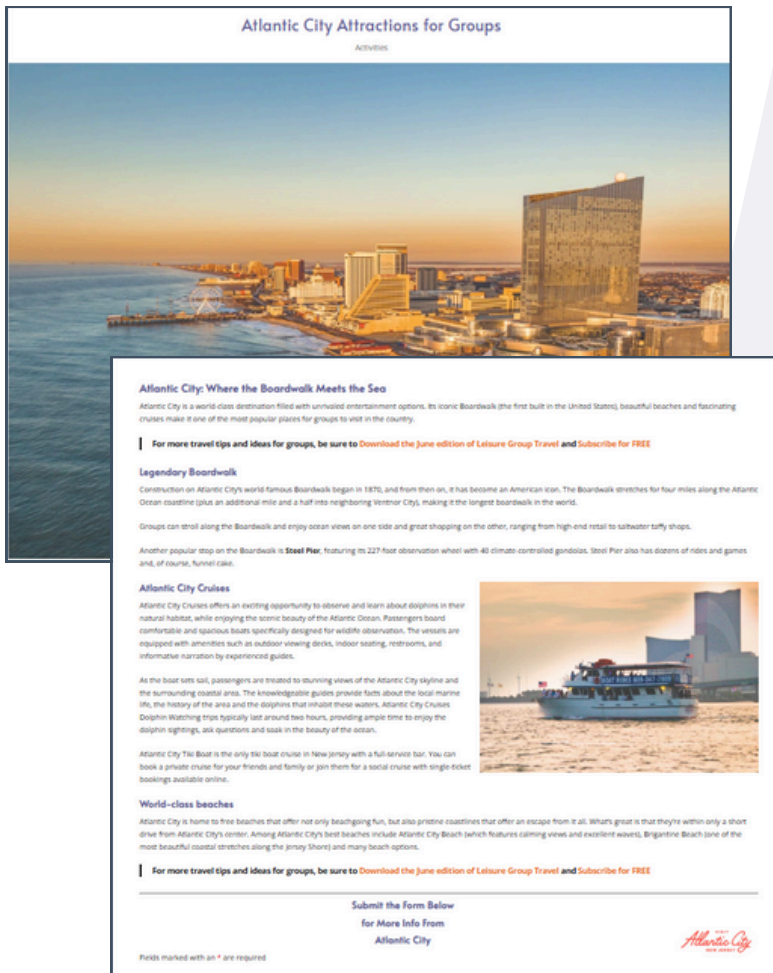 Atlantic City Attractions for Groups
Activities
Atlantic City: Where the Boardwalk Meets the Sea
Atlantic City is a world-class destination filled with unrivaled entertainment options. Its iconic Boardwalk (the first built in the United States), beautiful beaches and fascinating
cruises make it one of the most popular places for groups to visit in the country.
For more travel tips and ideas for groups, be sure to Download the June edition of Leisure Group Travel and Subscribe for FREE
Legendary Boardwalk
Construction on Atlantic City's world-famous Boardwalk began in 1870, and from then on, it has become an American icon. The Boardwalk stretches for four miles along the Atlantic
Ocean coastline (plus an additional mile and a half into neighboring Ventnor City), making it the longest boardwalk in the world.
Groups can stroll along the Boardwalk and enjoy ocean views on one side and great shopping on the other, ranging from high-end retail to saltwater taffy shops.
Another popular stop on the Boardwalk is Steel Pier, featuring its 227-foot observation wheel with 40 climate-controlled gondolas. Steel Pier also has dozens of rides and games
and, of course, funnel cake.
Atlantic City Cruises
Atlantic City Cruises offers an exciting opportunity to observe and learn about dolphins in their
natural habitat, while enjoying the scenic beauty of the Atlantic Ocean. Passengers board
comfortable and spacious boats specifically designed for wildlife observation. The vessels are
equipped with amenities such as outdoor viewing decks, indoor seating, restrooms, and
informative narration by experienced guides.
As the boat sets sail, passengers are treated to stunning views of the Atlantic City skyline and
the surrounding coastal area. The knowledgeable guides provide facts about the local marine
life, the history of the area and the dolphins that inhabit these waters. Atlantic City Cruises
Dolphin Watching trips typically last around two hours, providing ample time to enjoy the
dolphin sightings, ask questions and soak in the beauty of the ocean.
Atlantic City Tiki Boat is the only tiki boat cruise in New Jersey with a full-service bar. You can
book a private cruise for your friends and family or join them for a social cruise with single-ticket
bookings available online.
World-class beaches
Atlantic City is home to free beaches that offer not only beachgoing fun, but also pristine coastlines that offer an escape from it all. What's great is that they're within only a short
drive from Atlantic City's center. Among Atlantic City's best beaches include Atlantic City Beach (which features calming views and excellent waves), Brigantine Beach (one of the
most beautiful coastal stretches along the Jersey Shore) and many beach options.
For more travel tips and ideas for groups, be sure to Download the June edition of Leisure Group Travel and Subscribe for FREE
Submit the Form Below
for More Info From
Atlantic City
Atlantic City
NEW JERSEY
Fields marked with an * are required